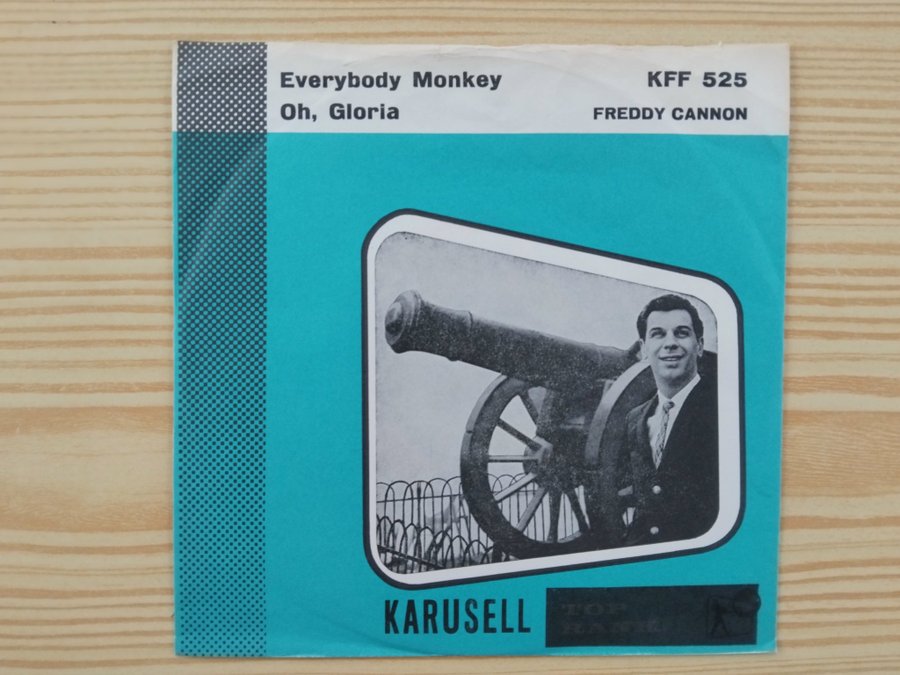 Everybody Monkey
Oh, Gloria
KFF 525
FREDDY CANNON
KARUSELL
TOP
RANK